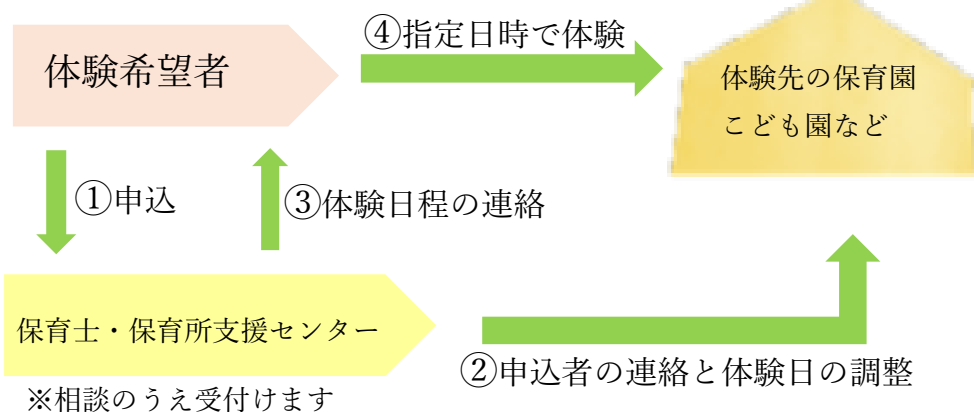 ④指定日時で体験
体験希望者
体験先の保育園
こども園など
①申込
③体験日程の連絡
保育士・保育所支援センター
②申込者の連絡と体験日の調整
※相談のうえ受付けます